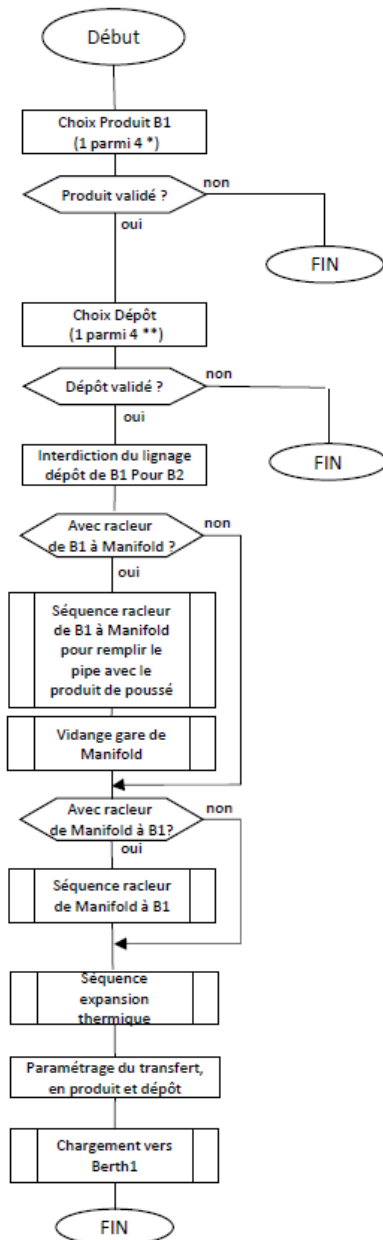 Début
Choix Produit B1
(1 parmi 4 *)
Produit validé ?
non
oui
FIN
Choix Dépôt
(1 parmi 4 **)
Dépôt validé ?
non
oui
FIN
Interdiction du lignage
dépôt de B1 Pour B2
Avec racleur
de B1 à Manifold ?
non
oui
Séquence racleur
de B1 à Manifold
pour remplir le
pipe avec le
produit de poussé
Vidange gare de
Manifold
Avec racleur
de Manifold à B1?
non
oui
Séquence racleur
de Manifold à B1
Séquence
expansion
thermique
Paramétrage du transfert,
en produit et dépôt
Chargement vers
Berth1
FIN